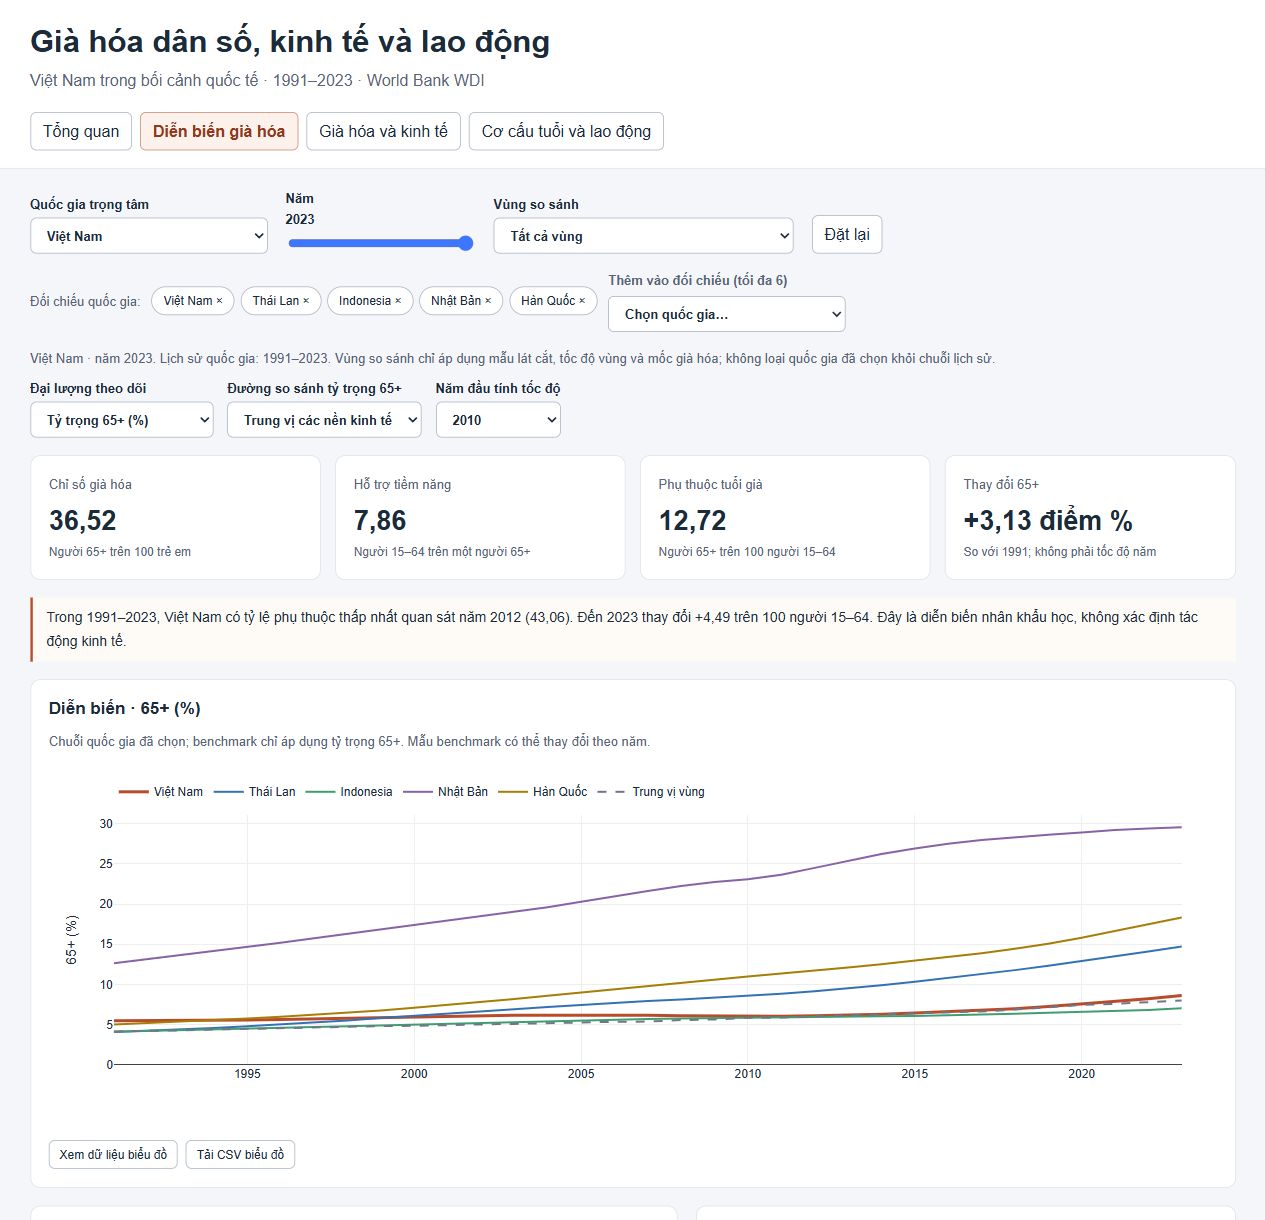 Già hóa dân số, kinh tế và lao động
Việt Nam trong bối cảnh quốc tế · 1991–2023 · World Bank WDI
Tổng quan
Diễn biến già hóa
Già hóa và kinh tế
Cơ cấu tuổi và lao động
Quốc gia trọng tâm
Việt Nam
Năm
2023
Vùng so sánh
Tất cả vùng
Đặt lại
Đối chiếu quốc gia:
Việt Nam ×
Thái Lan ×
Indonesia ×
Nhật Bản ×
Hàn Quốc ×
Thêm vào đối chiếu (tối đa 6)
Chọn quốc gia...
Việt Nam · năm 2023. Lịch sử quốc gia: 1991–2023. Vùng so sánh chỉ áp dụng mẫu lát cắt, tốc độ vùng và mốc già hóa; không loại quốc gia đã chọn khỏi chuỗi lịch sử.
Đại lượng theo dõi
Tỷ trọng 65+ (%)
Đường so sánh tỷ trọng 65+
Trung vị các nền kinh tế
Năm đầu tính tốc độ
2010
Chỉ số già hóa
36,52
Người 65+ trên 100 trẻ em
Hỗ trợ tiềm năng
7,86
Người 15–64 trên một người 65+
Phụ thuộc tuổi già
12,72
Người 65+ trên 100 người 15–64
Thay đổi 65+
+3,13 điểm %
So với 1991; không phải tốc độ năm
Trong 1991–2023, Việt Nam có tỷ lệ phụ thuộc thấp nhất quan sát năm 2012 (43,06). Đến 2023 thay đổi +4,49 trên 100 người 15–64. Đây là diễn biến nhân khẩu học, không xác định tác
động kinh tế.
Diễn biến · 65+ (%)
Chuỗi quốc gia đã chọn; benchmark chỉ áp dụng tỷ trọng 65+. Mẫu benchmark có thể thay đổi theo năm.
Việt Nam
Thái Lan
Indonesia
Nhật Bản
Hàn Quốc
Trung vị vùng
65+ (%)
30
25
20
15
10
5
0
1995
2000
2005
2010
2015
2020
Xem dữ liệu biểu đồ
Tải CSV biểu đồ